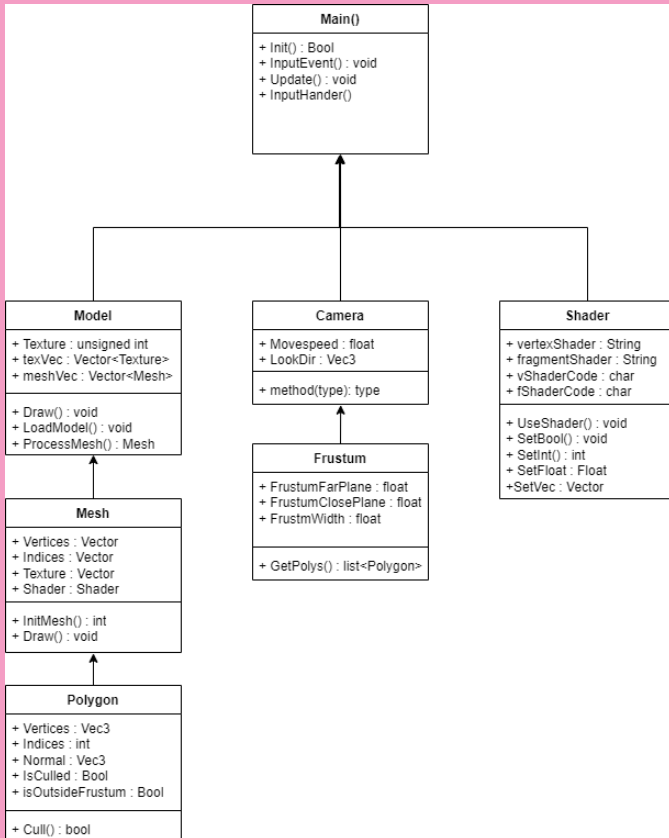 Main()
+ Init() : Bool
+ InputEvent() : void
+ Update() : void
+ InputHander()
Model
+ Texture : unsigned int
+ texVec : Vector<Texture>
+ meshVec : Vector<Mesh>
+ Draw() : void
+ LoadModel() : void
+ ProcessMesh() : Mesh
Camera
+ Movespeed : float
+ LookDir : Vec3
+ method(type): type
Shader
+ vertexShader : String
+ fragmentShader : String
+ vShaderCode : char
+ fShaderCode : char
+ UseShader() : void
+ SetBool() : void
+ SetInt() : int
+ SetFloat : Float
+SetVec : Vector
Frustum
+ FrustumFarPlane : float
+ FrustumClosePlane : float
+ FrustmWidth : float
+ GetPolys() : list<Polygon>
Mesh
+ Vertices : Vector
+ Indices : Vector
+ Texture : Vector
+ Shader : Shader
+ InitMesh() : int
+ Draw() : void
Polygon
+ Vertices : Vec3
+ Indices : int
+ Normal : Vec3
+ IsCulled : Bool
+ isOutsideFrustum : Bool
+ Cull() : bool